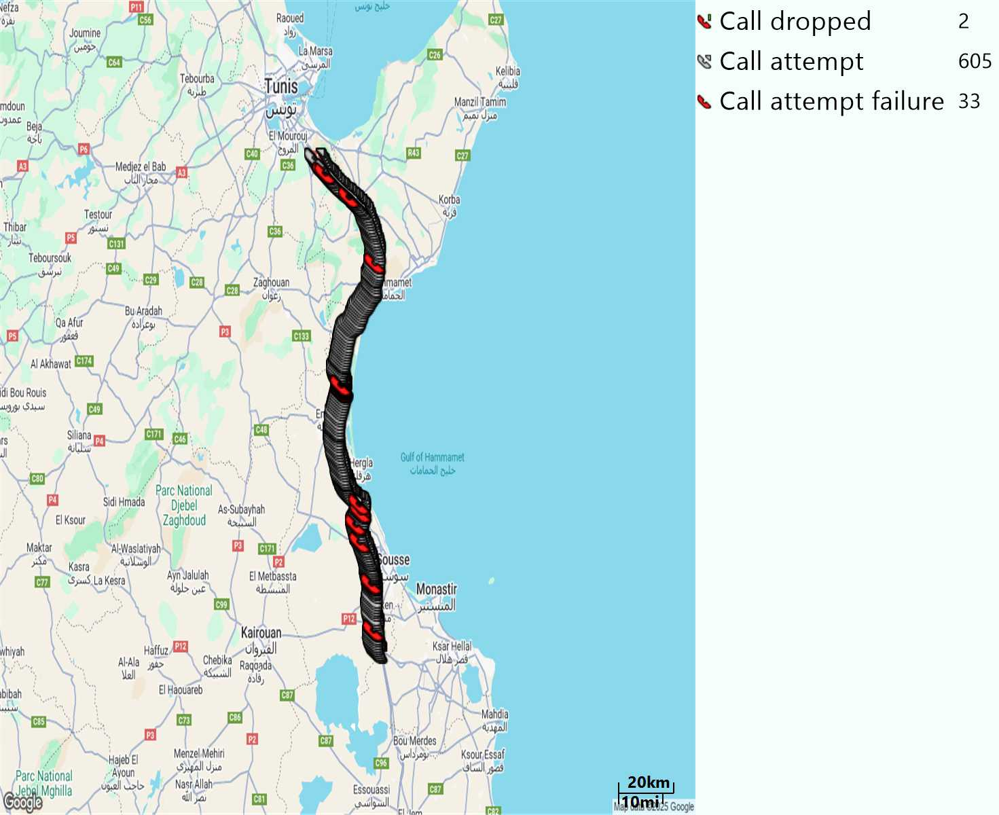 خليج تونس
Call dropped 2
Call attempt 605
Call attempt failure 33
P11
C56
C27
Raoued
رواد
Joumine
جومين
C64
La Marsa
المرسى
C26
Kelibia
قليبية
Tebourba
طبربة
Tunis
تونس
Manzil Tamim
منزل تميم
Beja
باجة
El Mourouj
المروج
P6
C40
C36
R43
C27
A3
Medjez el Bab
مجاز الباب
A3
Korba
قربة
Testour
تستور
Thibar
تيبار
P5
C131
C36
Teboursouk
تبرسق
C49
C29
C28
C28
Zaghouan
زغوان
mmamet
Bu Aradah
بوعرادة
Qa Afur
قعفور
P5
P3
C133
Al Akhawat
C174
idi Bou Rouis
C49
Siliana
سليانة
P4
C171
C46
C48
Gulf of Hammamet
خليج الحمامات
Hergla
C80
P4
Parc National
Djebel
Zaghdoud
Sidi Hmada
As-Subayhah
السبيحة
El Ksour
Maktar
مكثر
Al-Waslatiyah
الوسلاتية
P3
C171
P2
Sousse
سوسة
Kasra
كسرى
La Kesra
C77
Ayn Jalulah
عين جلولة
El Metbassta
المتبسطة
Monastir
المنستير
C99
P12
Kairouan
القيروان
P12
Haffuz
حفوز
Al-Ala
العلا
Chebika
الشبيكة
Raqqada
رقادة
Ksar Hellal
قصر هلال
El Haouareb
C87
C85
C73
C86
P3
P2
C87
Mahdia
المهدية
Bou Merdes
بومرداس
Ksour Essaf
قصور الساف
C96
Menzel Mehiri
منزل المهيري
Hajeb El
Ayoun
حاجب العيون
Parc National
Jebel Mghilla
Nasr Allah
نصر الله
C81
Essouassi
السواسي
C87
C82
El Jem
20km
10mi
Google
Map data ©2025 Google